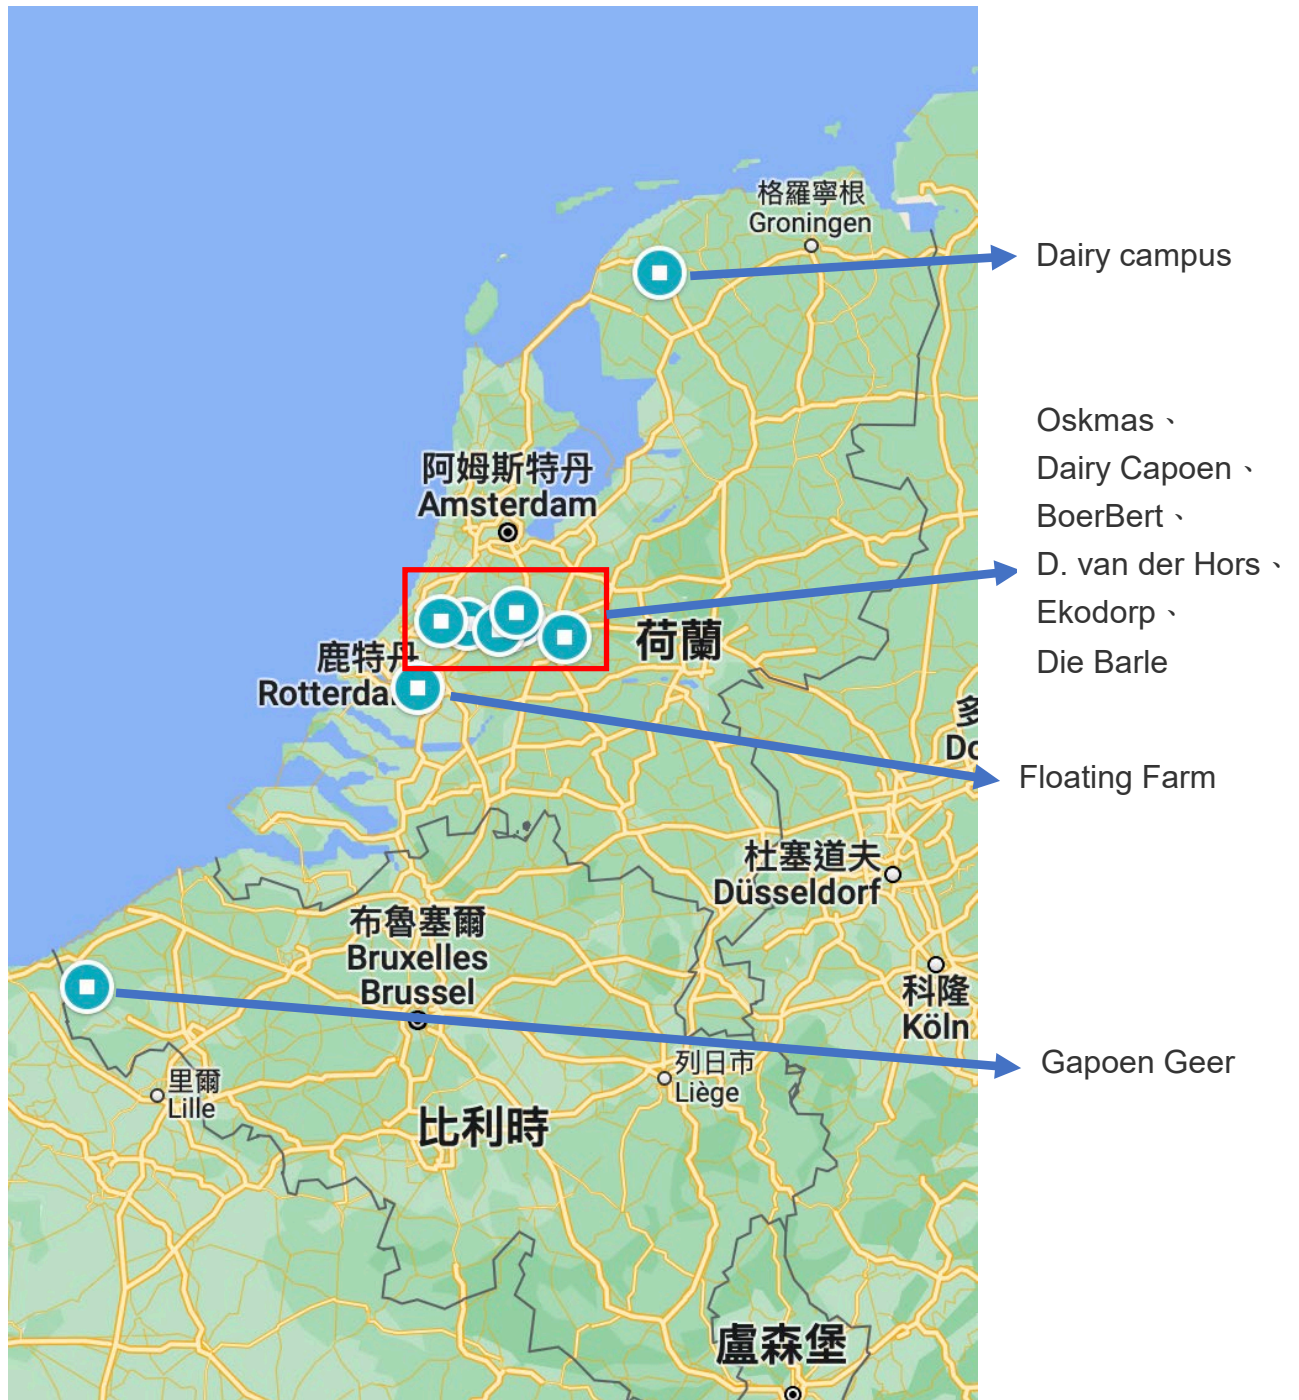 格羅寧根
Groningen
Dairy campus
Oskmas、
Dairy Capoen、
BoerBert、
D. van der Hors、
Ekodorp、
Die Barle
阿姆斯特丹
Amsterdam
荷蘭
鹿特丹
Rotterda
多
Do
Floating Farm
杜塞道夫
Düsseldorf
布魯塞爾
Bruxelles
Brussel
科隆
Köln
列日市
Liège
Gapoen Geer
里爾
Lille
比利時
盧森堡